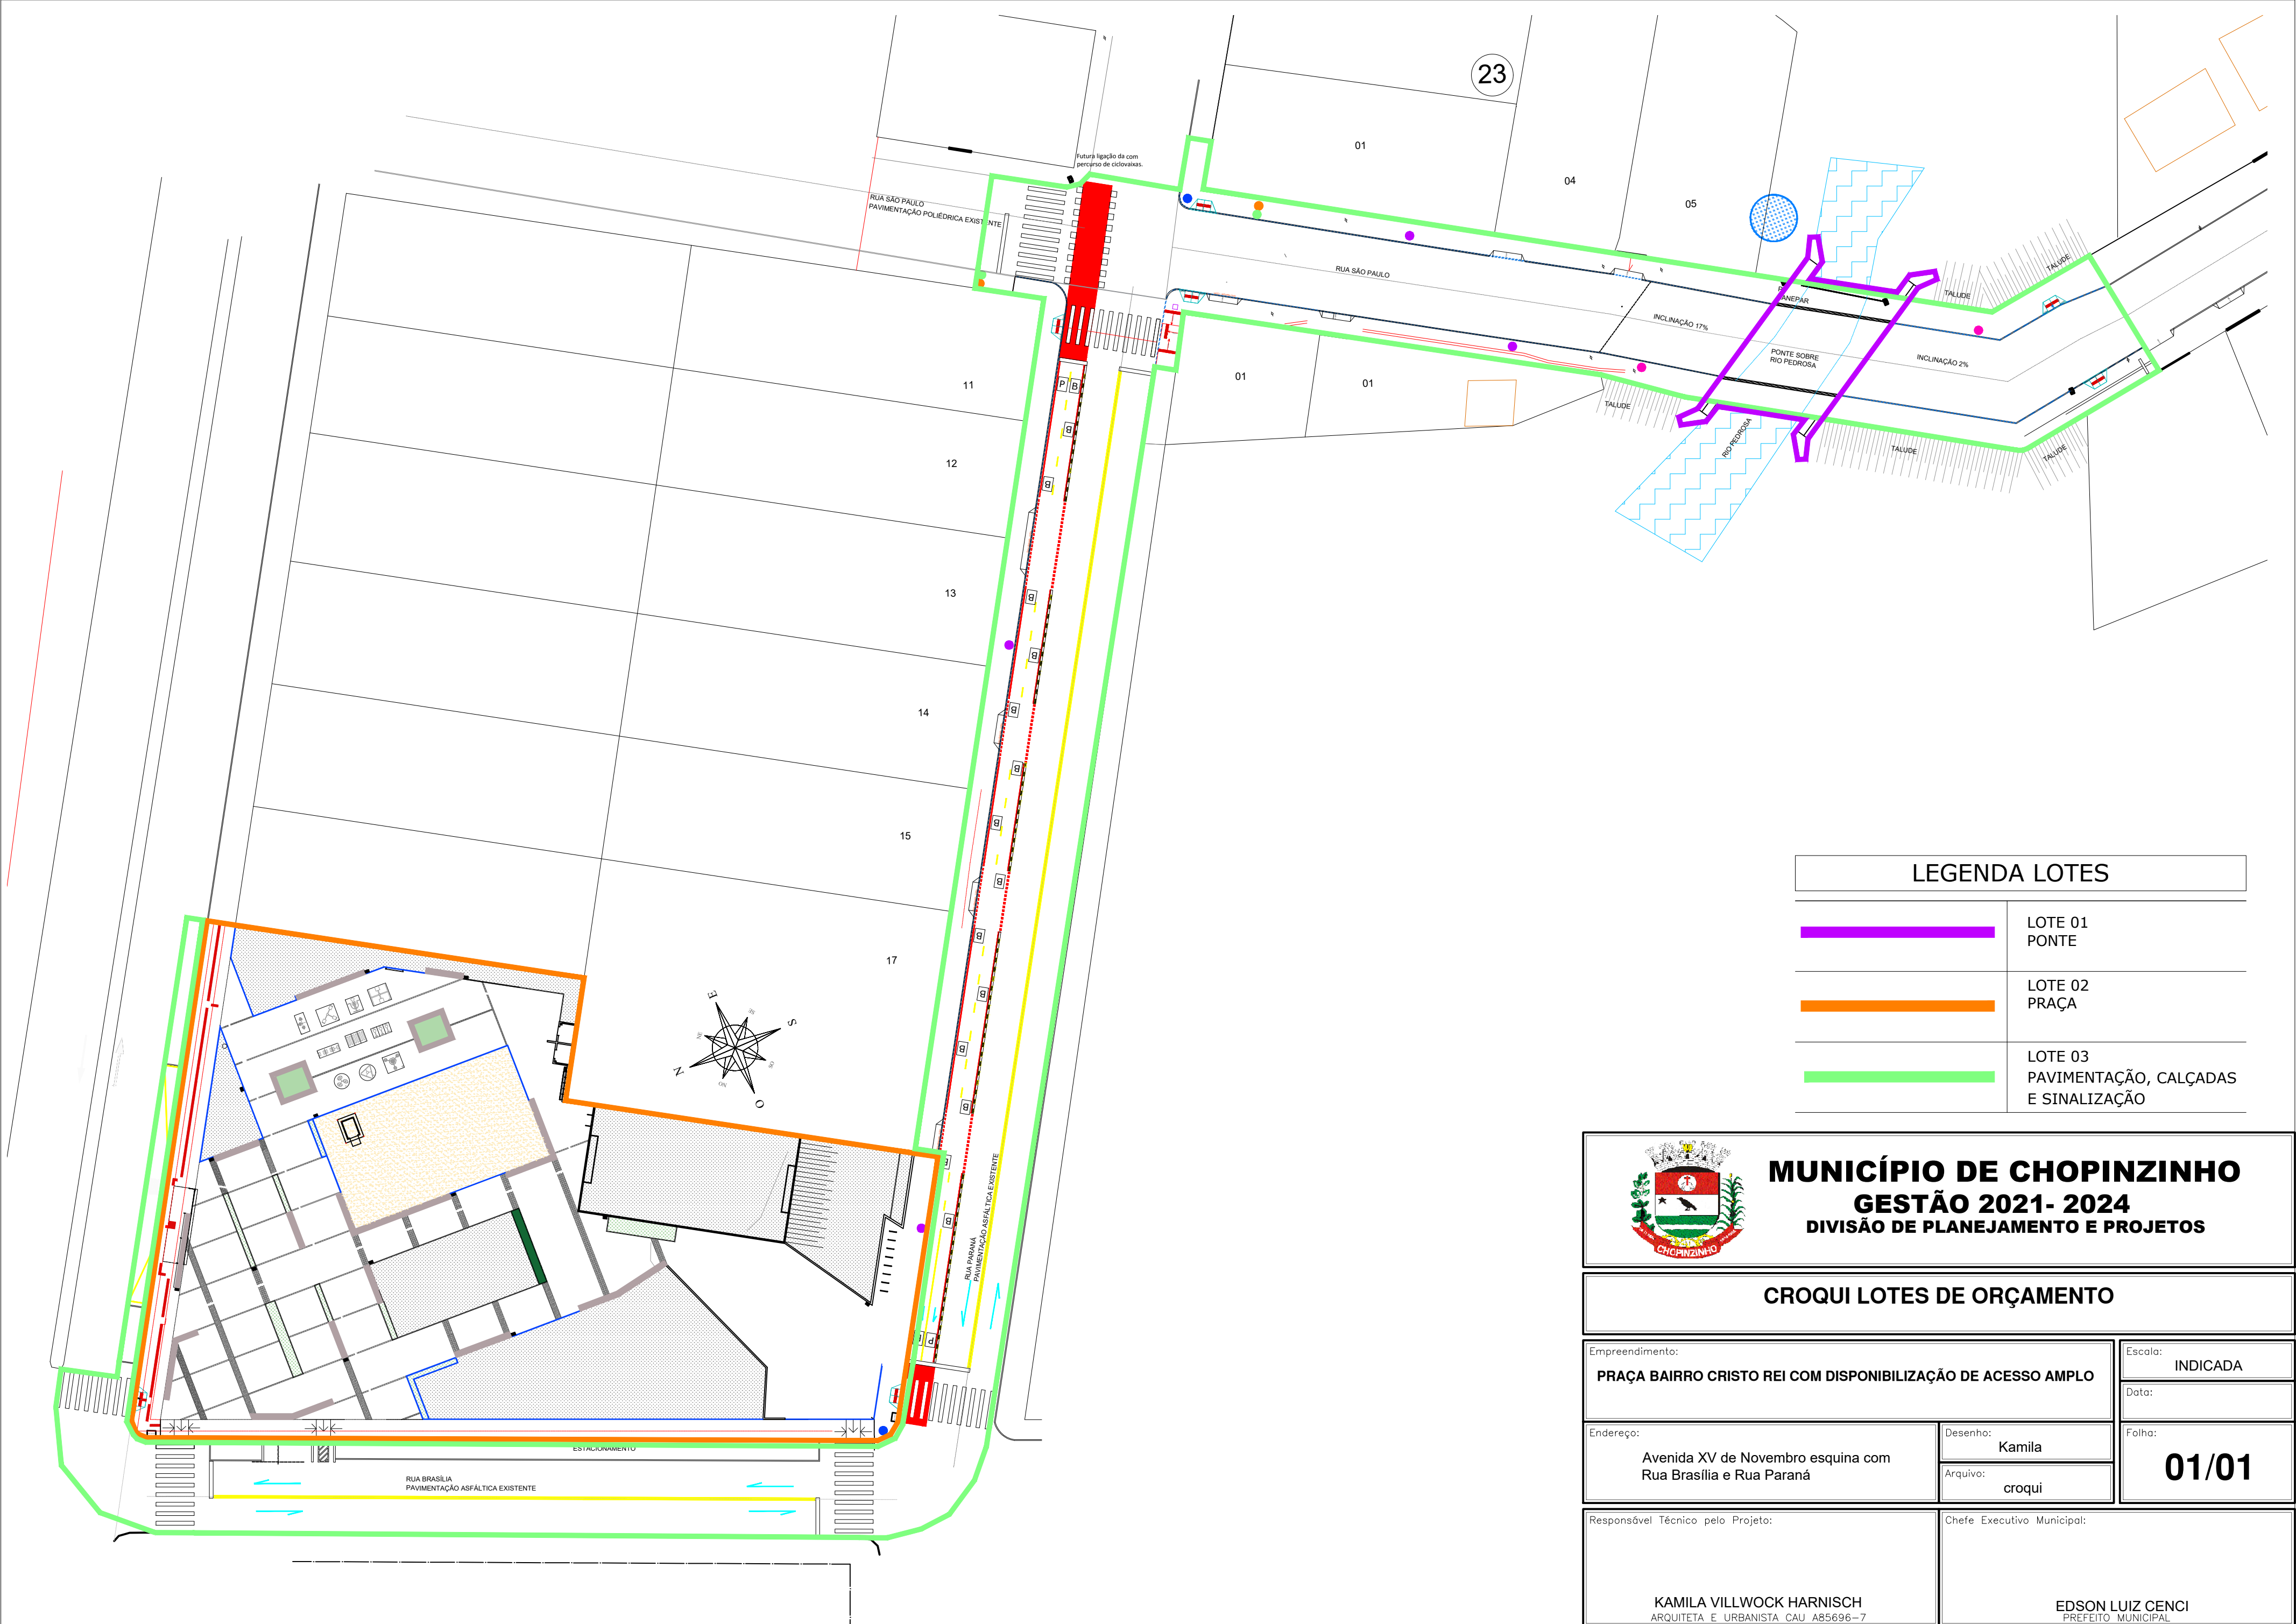 23
Futura ligação da com
percurso de ciclovaixas.
01
04
05
RUA SÃO PAULO
PAVIMENTAÇÃO POLIÉDRICA EXISTENTE
RUA SÃO PAULO
TALUDE
TALUDE
ANEPAR
INCLINAÇÃO 17%
PONTE SOBRE
RIO PEDROSA
INCLINAÇÃO 2%
01
01
TALUDE
RIO PEDROSA
TALUDE
TALUDE
P B
B
B
B
B
B
B
B
B
B
B
B
B
B
B
P
11
12
13
14
15
17
E
S
N
O
SE
NE
SO
NO
RUA PARANÁ
PAVIMENTAÇÃO ASFÁLTICA EXISTENTE
ESTACIONAMENTO
RUA BRASÍLIA
PAVIMENTAÇÃO ASFÁLTICA EXISTENTE
LEGENDA LOTES
LOTE 01
PONTE
LOTE 02
PRAÇA
LOTE 03
PAVIMENTAÇÃO, CALÇADAS
E SINALIZAÇÃO
CHOPINZINHO
MUNICÍPIO DE CHOPINZINHO
GESTÃO 2021- 2024
DIVISÃO DE PLANEJAMENTO E PROJETOS
CROQUI LOTES DE ORÇAMENTO
Empreendimento:
PRAÇA BAIRRO CRISTO REI COM DISPONIBILIZAÇÃO DE ACESSO AMPLO
Escala:
INDICADA
Data:
Endereço:
Avenida XV de Novembro esquina com
Rua Brasília e Rua Paraná
Desenho:
Kamila
Arquivo:
croqui
Folha:
01/01
Responsável Técnico pelo Projeto:
KAMILA VILLWOCK HARNISCH
ARQUITETA E URBANISTA CAU A85696-7
Chefe Executivo Municipal:
EDSON LUIZ CENCI
PREFEITO MUNICIPAL